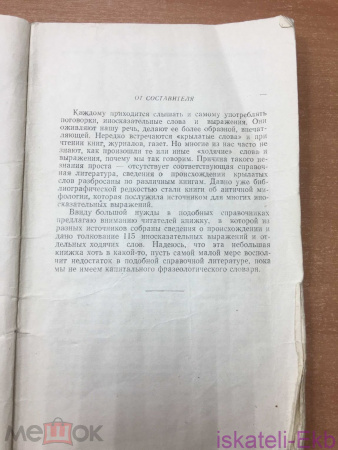 ОТ СОСТАВИТЕЛЯ
Каждому приходится слышать и самому употреблять
поговорки, иносказательные слова и выражения. Они
оживляют нашу речь, делают ее более образной, впечат-
ляющей. Нередко встречаются «крылатые слова» и при
чтении книг, журналов, газет. Но многие из нас часто не
знают, как произошли те или иные «ходячие» слова и
выражения, почему мы так говорим. Причина такого не-
знания проста — отсутствует соответствующая справоч-
ная литература, сведения о происхождении крылатых
слов разбросаны по различным книгам. Давно уже биб-
лиографической редкостью стали книги об античной ми-
фологии, которая послужила источником для многих ино-
сказательных выражений.
Ввиду большой нужды в подобных справочниках
предлагаю вниманию читателей книжку, в которой из
разных источников собраны сведения о происхождении и
дано толкование 115 иносказательных выражений и от-
дельных ходячих слов. Надеюсь, что эта небольшая
книжка хоть в какой-то, пусть самой малой мере воспол-
нит недостаток в подобной справочной литературе, пока
мы не имеем капитального фразеологического словаря.
МЕШОК
iskateli-Ekb